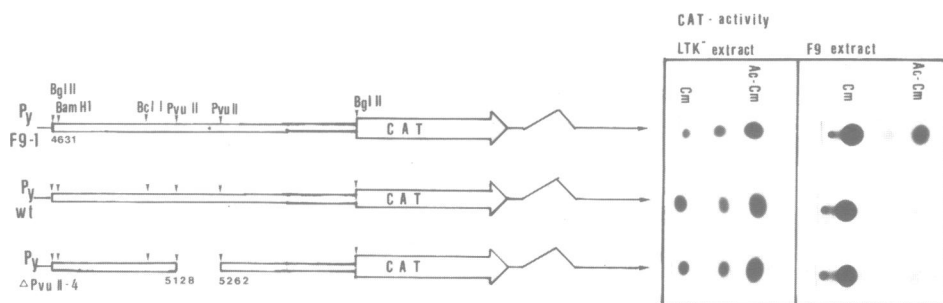 CAT - activity
LTK⁻ extract
F9 extract
Cm
Ac-Cm
Cm
Ac-Cm
Bgl II
Bam HI
Bcl I
Pvu II
Pvu II
Bgl II
Py
F9-1
4631
CAT
Py
wt
CAT
Py
△ Pvu II-4
5128
5262
CAT